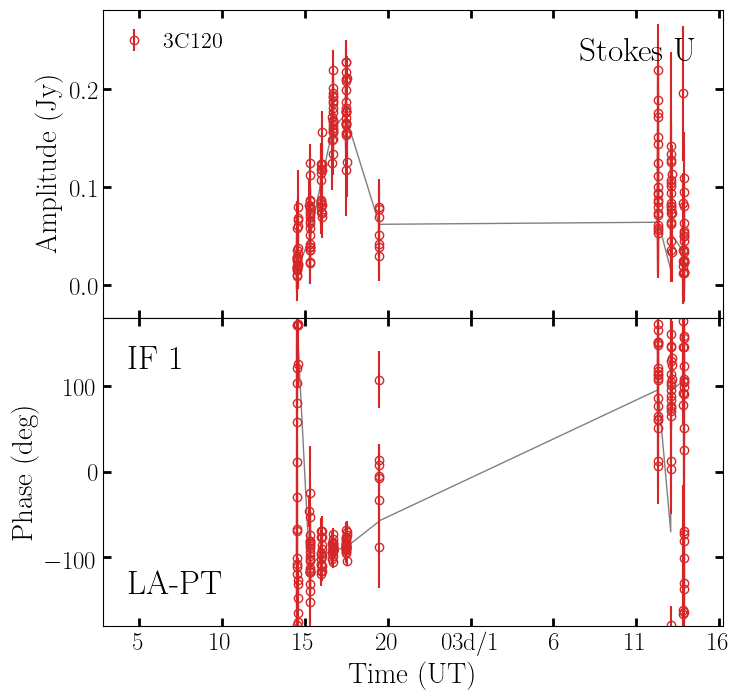 3C120
Stokes U
Amplitude (Jy)
0.2
0.1
0.0
IF 1
Phase (deg)
100
0
−100
LA-PT
5 10 15 20 03d/1 6 11 16
Time (UT)